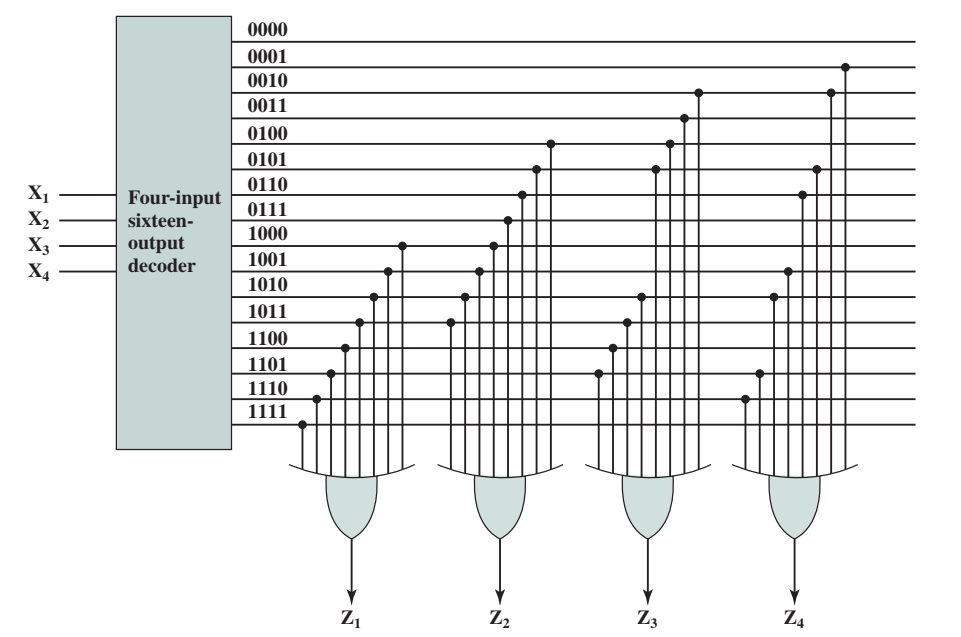 0000
0001
0010
0011
0100
0101
0110
0111
1000
1001
1010
1011
1100
1101
1110
1111
X1
X2
X3
X4
Four-input
sixteen-
output
decoder
Z1
Z2
Z3
Z4